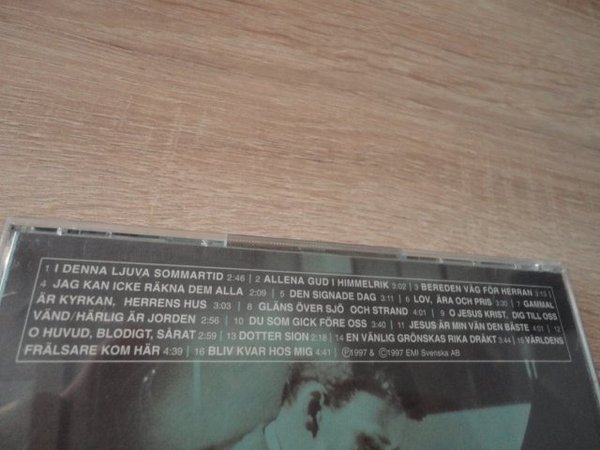 1 I DENNA LJUVA SOMMARTID 2:46 | 2 ALLENA GUD I HIMMELRIK 3:02 | 3 BEREDEN VÄG FÖR HERRAN 3:15 |
4 JAG KAN ICKE RÄKNA DEM ALLA 2:09 | 5 DEN SIGNADE DAG 3:11 | 6 LOV, ÄRA OCH PRIS 3:30 | 7 GAMMAL
ÄR KYRKAN, HERRENS HUS 3:03 | 8 GLÄNS ÖVER SJÖ OCH STRAND 4:01 | 9 O JESUS KRIST, DIG TILL OSS
VÄND/HÄRLIG ÄR JORDEN 2:56 | 10 DU SOM GICK FÖRE OSS 3:40 | 11 JESUS ÄR MIN VÄN DEN BÄSTE 4:01 | 12
O HUVUD, BLODIGT, SÅRAT 2:59 | 13 DOTTER SION 2:18 | 14 EN VÄNLIG GRÖNSKAS RIKA DRÄKT 3:44 | 15 VÄRLDENS
FRÄLSARE KOM HÄR 4:39 | 16 BLIV KVAR HOS MIG 4:41 | ℗1997 & ©1997 EMI Svenska AB